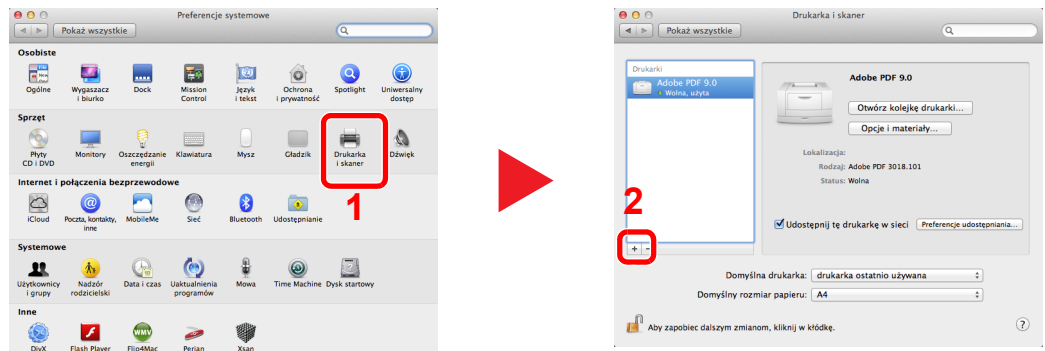 Preferencje systemowe
Pokaż wszystkie
Osobiste
Ogólne
Wygaszacz
i biurko
Dock
Mission
Control
Język
i tekst
Ochrona
i prywatność
Spotlight
Uniwersalny
dostęp
Sprzęt
Płyty
CD i DVD
Monitory
Oszczędzanie
energii
Klawiatura
Mysz
Gładzik
Drukarka
i skaner
Dźwięk
1
Internet i połączenia bezprzewodowe
iCloud
Poczta, kontakty,
inne
MobileMe
Sieć
Bluetooth
Udostępnianie
Systemowe
Użytkownicy
i grupy
Nadzór
rodzicielski
Data i czas
Uaktualnienia
programów
Mowa
Time Machine
Dysk startowy
Inne
DivX
Flash Player
WMV
Flip4Mac
Perian
Xsan
Drukarka i skaner
Pokaż wszystkie
Drukarki
Adobe PDF 9.0
Wolna, użyta
2
+ −
Adobe PDF 9.0
Otwórz kolejkę drukarki...
Opcje i materiały...
Lokalizacja:
Rodzaj: Adobe PDF 3018.101
Status: Wolna
Udostępnij tę drukarkę w sieci
Preferencje udostępniania...
Domyślna drukarka: drukarka ostatnio używana
Domyślny rozmiar papieru: A4
Aby zapobiec dalszym zmianom, kliknij w kłódkę.
?